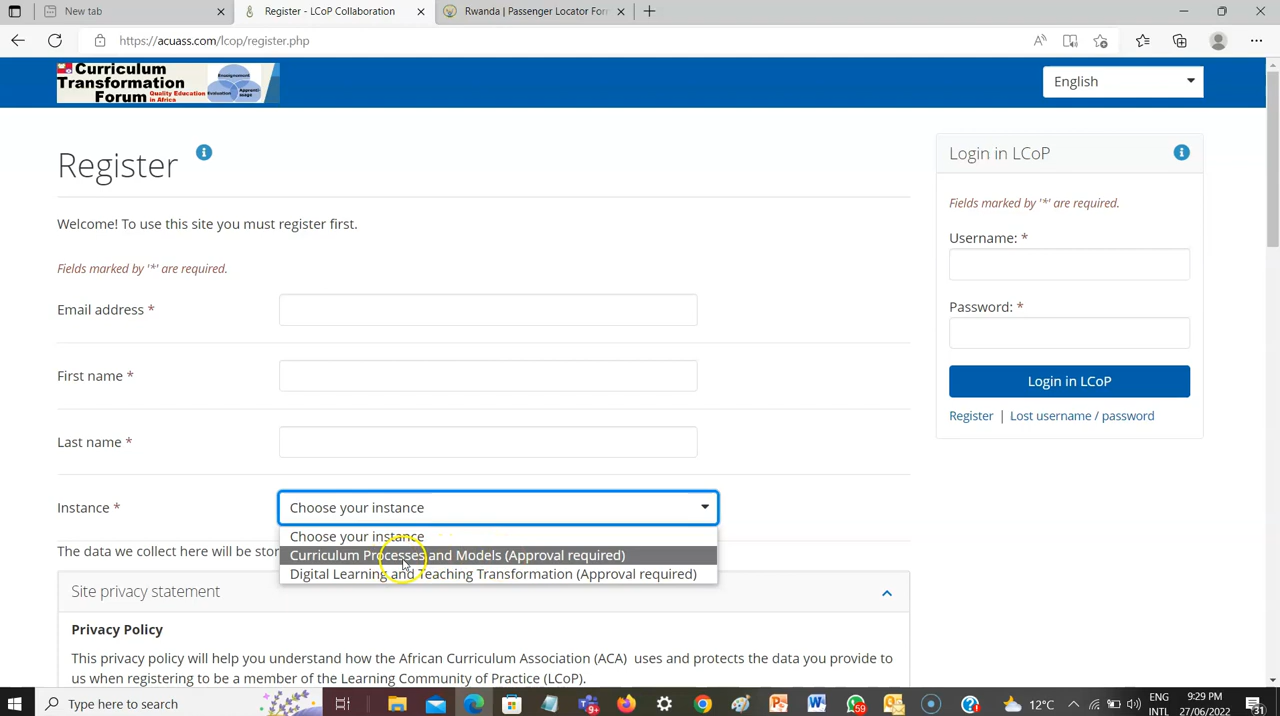 New tab
Register - LCoP Collaboration
Rwanda | Passenger Locator For
https://acuass.com/lcop/register.php
Curriculum
Transformation
Forum
Quality Education
in Africa
Enseignement
Evaluation
Apprenti-
ssage
English
Register
Welcome! To use this site you must register first.
Fields marked by '*' are required.
Email address *
First name *
Last name *
Instance *
Choose your instance
Choose your instance
Curriculum Processes and Models (Approval required)
Digital Learning and Teaching Transformation (Approval required)
The data we collect here will be stor
Site privacy statement
Privacy Policy
This privacy policy will help you understand how the African Curriculum Association (ACA) uses and protects the data you provide to
us when registering to be a member of the Learning Community of Practice (LCoP).
Login in LCoP
Fields marked by '*' are required.
Username: *
Password: *
Login in LCoP
Register | Lost username / password
Type here to search
59
12°C
ENG
INTL
9:29 PM
27/06/2022
31